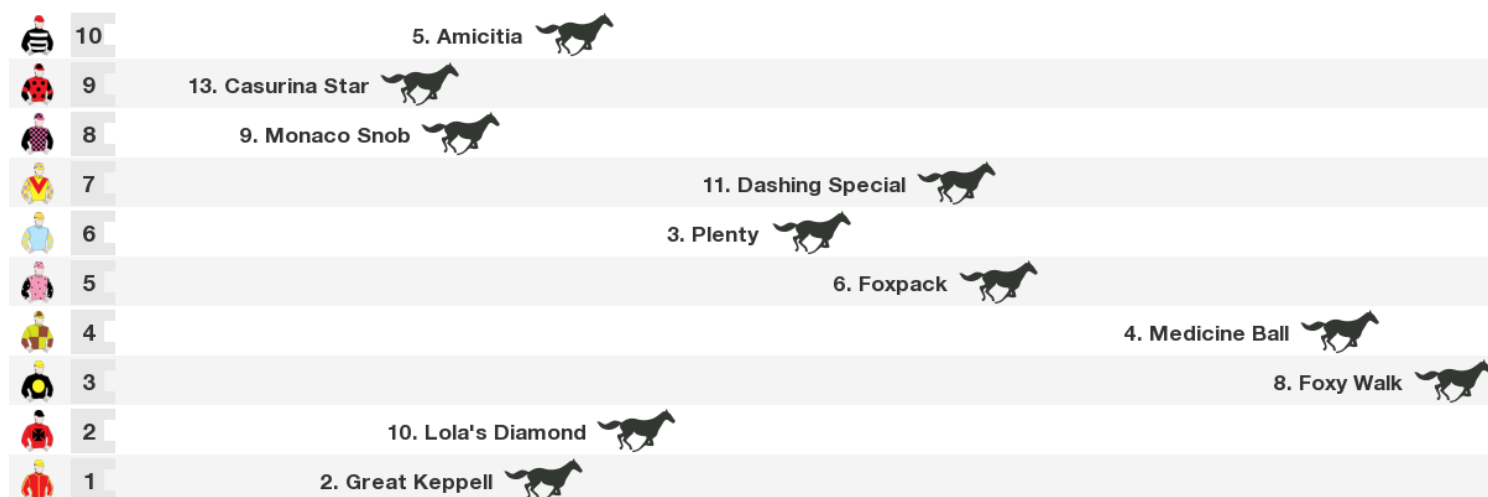 10 5. Amicitia
9 13. Casurina Star
8 9. Monaco Snob
7 11. Dashing Special
6 3. Plenty
5 6. Foxpack
4 4. Medicine Ball
3 8. Foxy Walk
2 10. Lola's Diamond
1 2. Great Keppell